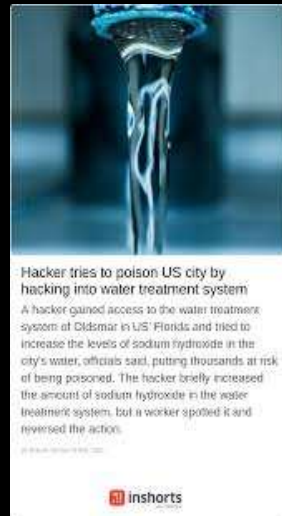 Hacker tries to poison US city by
hacking into water treatment system
A hacker gained access to the water treatment
system of Oldsmar in US' Florida and tried to
increase the levels of sodium hydroxide in the
city's water, officials said, putting thousands at risk
of being poisoned. The hacker briefly increased
the amount of sodium hydroxide in the water
treatment system, but a worker spotted it and
reversed the action.
inshorts